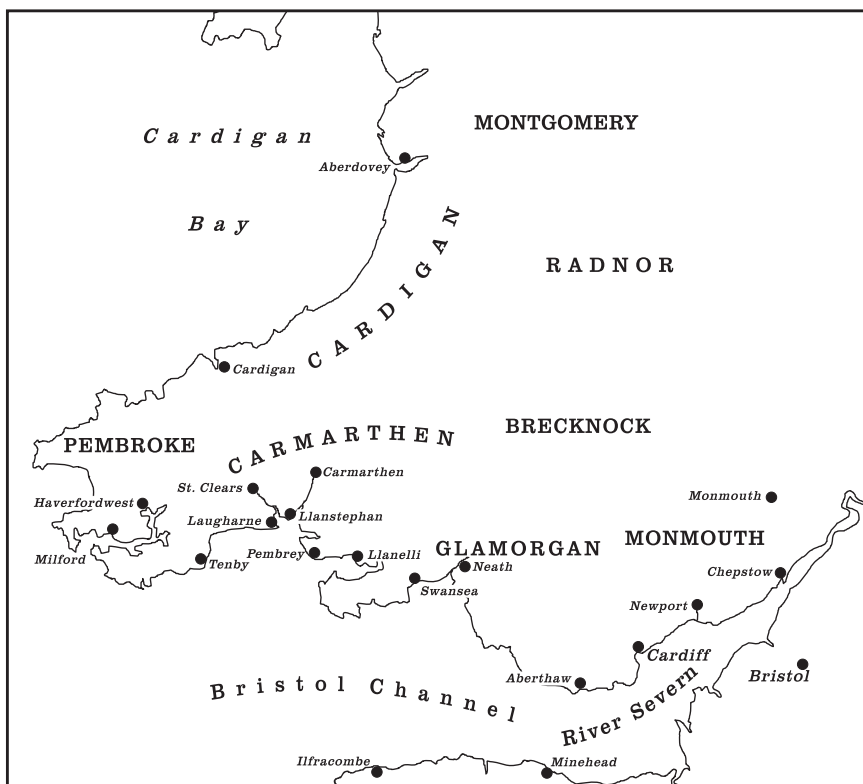 MONTGOMERY
Cardigan
Aberdovey
Bay
CARDIGAN
RADNOR
Cardigan
BRECKNOCK
PEMBROKE
CARMARTHEN
Carmarthen
St. Clears
Monmouth
Haverfordwest
Llanstephan
Laugharne
MONMOUTH
GLAMORGAN
Milford
Pembrey
Llanelli
Tenby
Neath
Chepstow
Swansea
Newport
Cardiff
Aberthaw
Bristol
Bristol Channel
River Severn
Ilfracombe
Minehead